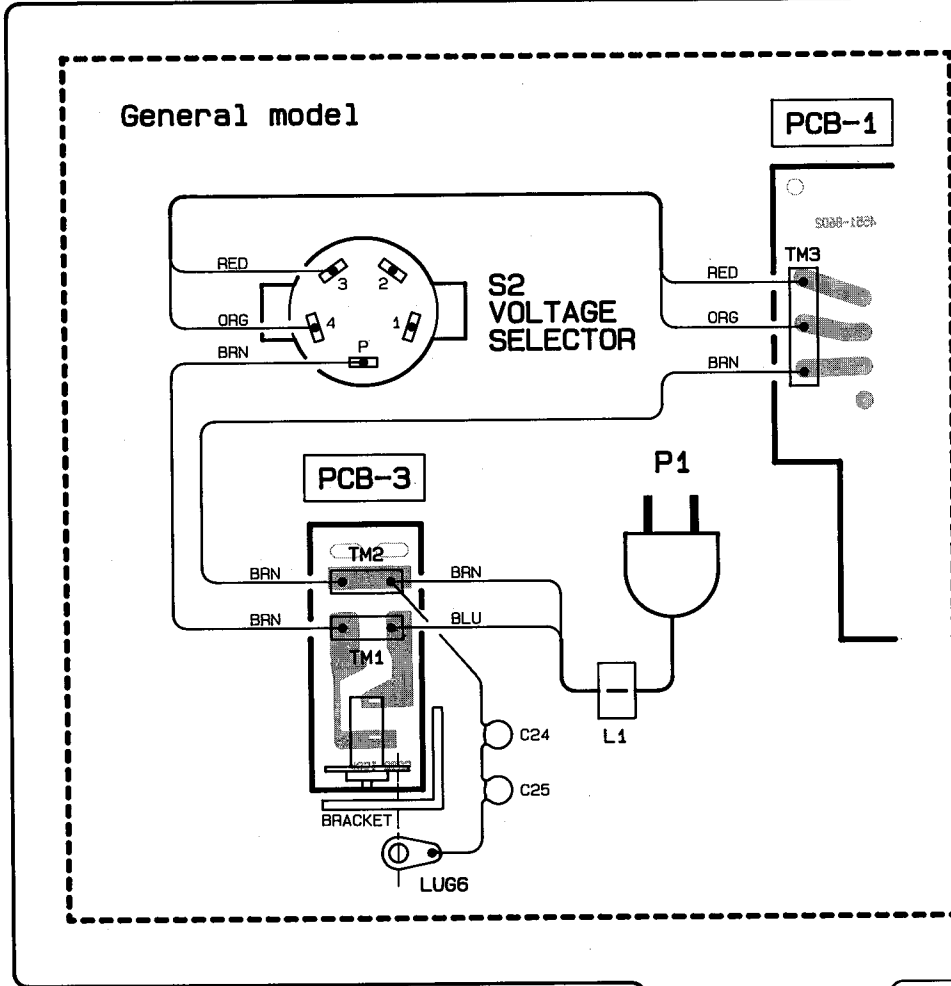 General model
PCB-1
TM3
RED
ORG
BRN
RED
ORG
BRN
3
2
4
1
P
S2
VOLTAGE
SELECTOR
PCB-3
P1
TM2
BRN
BRN
BRN
BLU
TM1
L1
C24
C25
BRACKET
LUG6